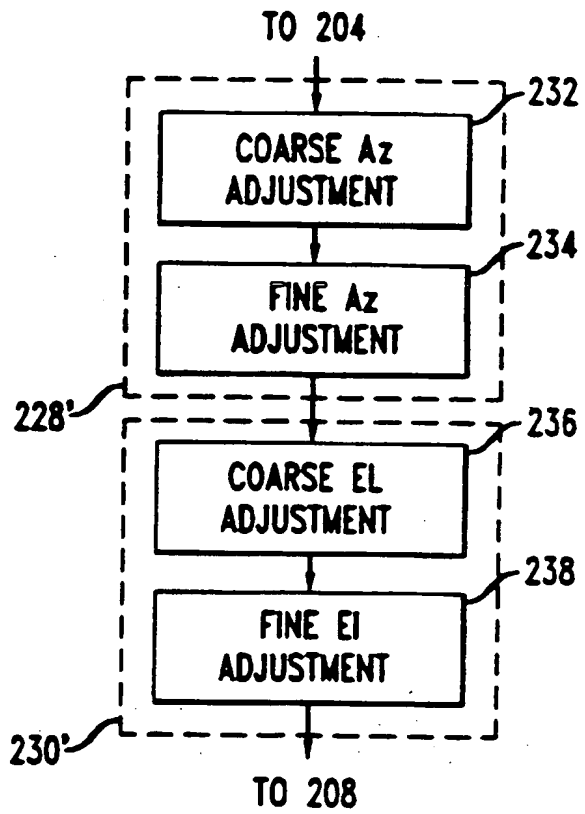 TO 204
232
COARSE Az
ADJUSTMENT
234
FINE Az
ADJUSTMENT
228'
236
COARSE EL
ADJUSTMENT
238
FINE El
ADJUSTMENT
230'
TO 208